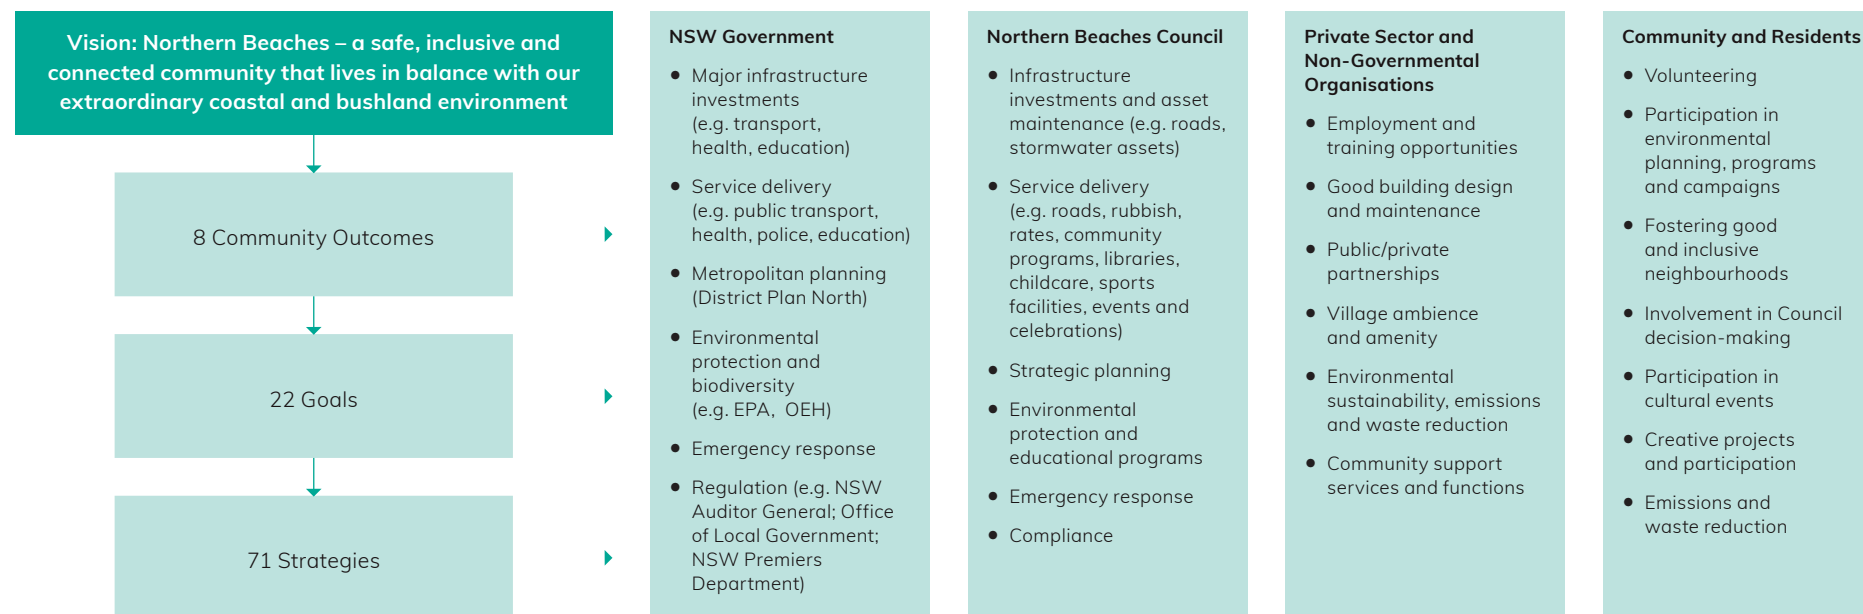 Vision: Northern Beaches – a safe, inclusive and
connected community that lives in balance with our
extraordinary coastal and bushland environment
8 Community Outcomes
22 Goals
71 Strategies
NSW Government
• Major infrastructure
investments
(e.g. transport,
health, education)
• Service delivery
(e.g. public transport,
health, police, education)
• Metropolitan planning
(District Plan North)
• Environmental
protection and
biodiversity
(e.g. EPA, OEH)
• Emergency response
• Regulation (e.g. NSW
Auditor General; Office
of Local Government;
NSW Premiers
Department)
Northern Beaches Council
• Infrastructure
investments and asset
maintenance (e.g. roads,
stormwater assets)
• Service delivery
(e.g. roads, rubbish,
rates, community
programs, libraries,
childcare, sports
facilities, events and
celebrations)
• Strategic planning
• Environmental
protection and
educational programs
• Emergency response
• Compliance
Private Sector and
Non-Governmental
Organisations
• Employment and
training opportunities
• Good building design
and maintenance
• Public/private
partnerships
• Village ambience
and amenity
• Environmental
sustainability, emissions
and waste reduction
• Community support
services and functions
Community and Residents
• Volunteering
• Participation in
environmental
planning, programs
and campaigns
• Fostering good
and inclusive
neighbourhoods
• Involvement in Council
decision-making
• Participation in
cultural events
• Creative projects
and participation
• Emissions and
waste reduction